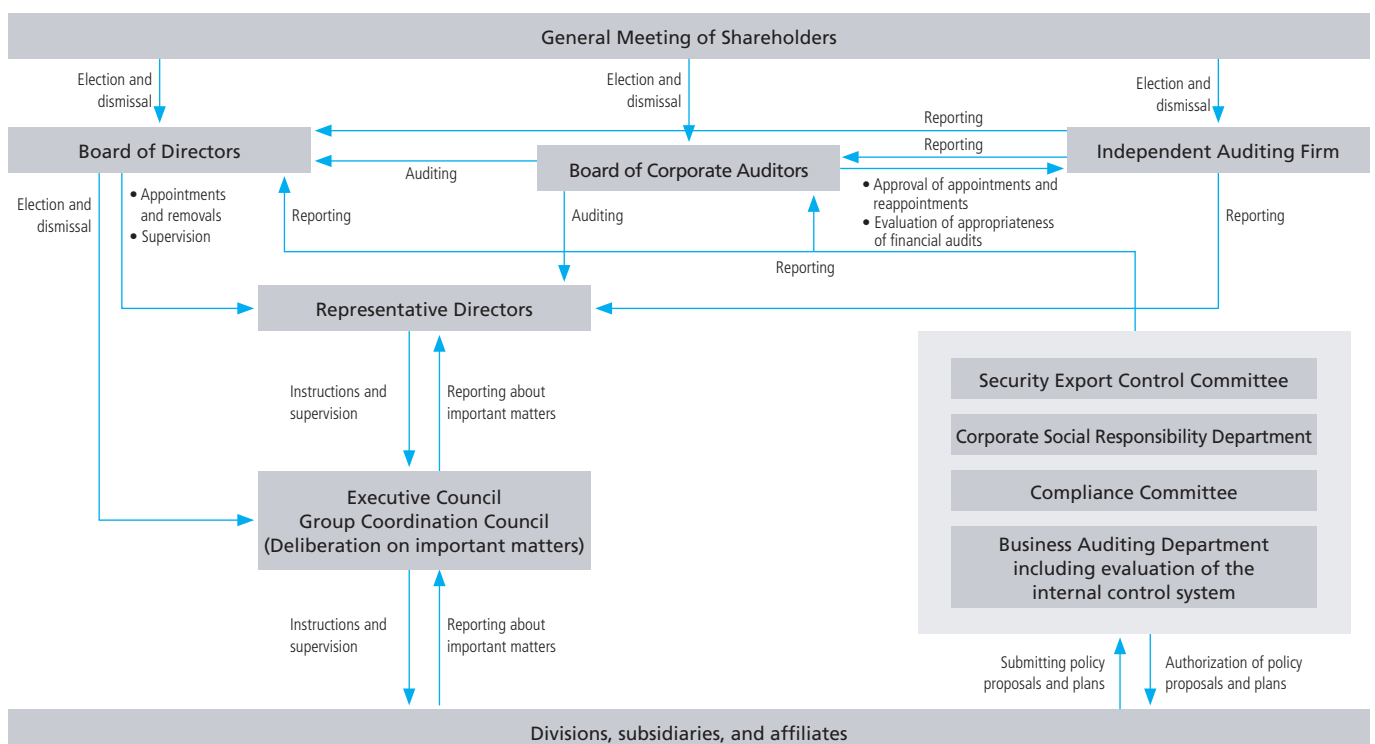 General Meeting of Shareholders
Election and
dismissal
Election and
dismissal
Election and
dismissal
Reporting
Board of Directors
Reporting
Independent Auditing Firm
Auditing
Board of Corporate Auditors
Election and
dismissal
• Appointments
and removals
• Supervision
Reporting
Auditing
• Approval of appointments and
reappointments
• Evaluation of appropriateness
of financial audits
Reporting
Reporting
Representative Directors
Instructions and
supervision
Reporting about
important matters
Security Export Control Committee
Corporate Social Responsibility Department
Compliance Committee
Business Auditing Department
including evaluation of the
internal control system
Executive Council
Group Coordination Council
(Deliberation on important matters)
Instructions and
supervision
Reporting about
important matters
Submitting policy
proposals and plans
Authorization of policy
proposals and plans
Divisions, subsidiaries, and affiliates